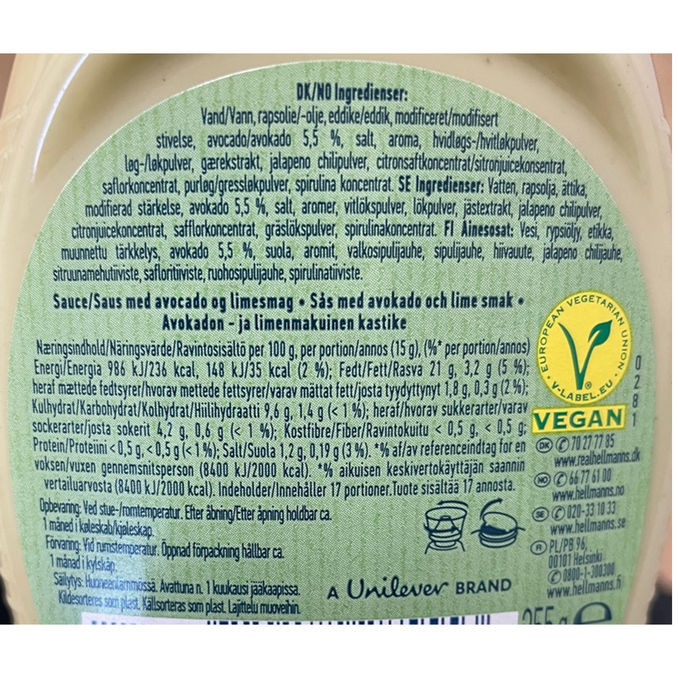 DK/NO Ingredienser:
Vand/Vann, rapsolie/-olje, eddike/eddik, modificeret/modifisert
stivelse, avocado/avokado 5,5 %, salt, aroma, hvidløgs-/hvitløkpulver,
løg-/løkpulver, gærekstrakt, jalapeno chilipulver, citronsaftkoncentrat/sitronjuicekonsentrat,
saflorkoncentrat, purløg/gressløkpulver, spirulina koncentrat. SE Ingredienser: Vatten, rapsolja, ättika,
modifierad stärkelse, avokado 5,5 %, salt, aromer, vitlökspulver, lökpulver, jästextrakt, jalapeno chilipulver,
citronjuicekoncentrat, safflorkoncentrat, gräslökspulver, spirulinakoncentrat. FI Ainesosat: Vesi, rypsiöljy, etikka,
muunnettu tärkkelys, avokado 5,5 %, suola, aromit, valkosipulijauhe, sipulijauhe, hiivauute, jalapeno chilijauhe,
sitruunamehutiiviste, saflortiiviste, ruohosipulijauhe, spirulinatiiviste.
Sauce/Saus med avocado og limesmag • Sås med avokado och lime smak •
Avokadon - ja limenmakuinen kastike
Næringsindhold/Näringsvärde/Ravintosisältö per 100 g, per portion/annos (15 g), (%* per portion/annos)
Energi/Energia 986 kJ/236 kcal, 148 kJ/35 kcal (2 %); Fedt/Fett/Rasva 21 g, 3,2 g (5 %);
heraf mættede fedtsyrer/hvorav mettede fettsyrer/varav mättat fett/josta tyydyttynyt 1,8 g, 0,3 g (2 %);
Kulhydrat/Karbohydrat/Kolhydrat/Hiilihydraatti 9,6 g, 1,4 g (< 1 %); heraf/hvorav sukkerarter/varav
sockerarter/josta sokerit 4,2 g, 0,6 g (< 1 %); Kostfibre/Fiber/Ravintokuitu < 0,5 g, < 0,5 g;
Protein/Proteiini < 0,5 g, < 0,5 g (< 1 %); Salt/Suola 1,2 g, 0,19 g (3 %). *% af/av referenceindtag for en
voksen/vuxen gennemsnitsperson (8400 kJ/2000 kcal). *% aikuisen keskivertokäyttäjän saannin
vertailuarvosta (8400 kJ/2000 kcal). Indeholder/Innehåller 17 portioner. Tuote sisältää 17 annosta.
Opbevaring: Ved stue-/romtemperatur. Efter åbning/Etter åpning holdbar ca.
1 måned i køleskab/kjøleskap.
Förvaring: Vid rumstemperatur. Öppnad förpackning hållbar ca.
1 månad i kylskåp.
Säilytys: Huoneenlämmössä. Avattuna n. 1 kuukausi jääkaapissa.
Kildesorteres som plast. Källsorteras som plast. Lajittelu muoveihin.
A Unilever BRAND
EUROPEAN VEGETARIAN UNION
V-LABEL.EU
VEGAN
0281
DK 70 27 77 85
www.realhellmanns.dk
NO 66 77 61 00
www.hellmanns.no
SE 020-33 10 33
www.hellmanns.se
FI PL/PB 96,
00101 Helsinki
0800-1-300300
www.hellmanns.fi
255 g e